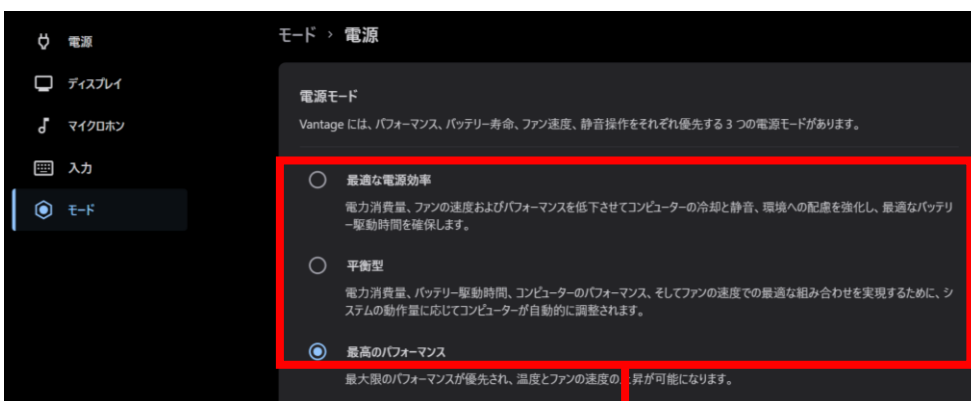 電源
ディスプレイ
マイクロホン
入力
モード
モード › 電源
電源モード
Vantage には、パフォーマンス、バッテリー寿命、ファン速度、静音操作をそれぞれ優先する 3 つの電源モードがあります。
最適な電源効率
電力消費量、ファンの速度およびパフォーマンスを低下させてコンピューターの冷却と静音、環境への配慮を強化し、最適なバッテリ
ー駆動時間を確保します。
平衡型
電力消費量、バッテリー駆動時間、コンピューターのパフォーマンス、そしてファンの速度での最適な組み合わせを実現するために、シ
ステムの動作量に応じてコンピューターが自動的に調整されます。
最高のパフォーマンス
最大限のパフォーマンスが優先され、温度とファンの速度の上昇が可能になります。